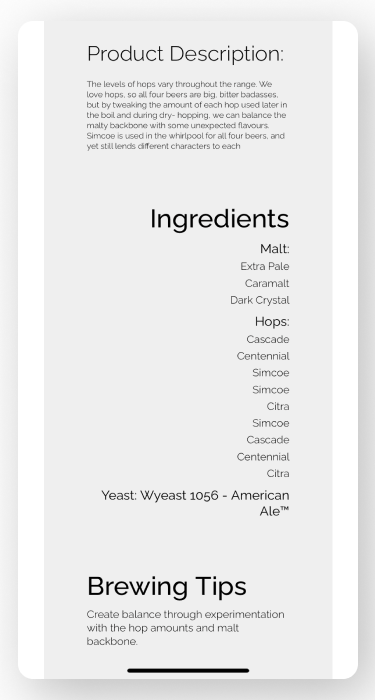 Product Description:
The levels of hops vary throughout the range. We
love hops, so all four beers are big, bitter badasses,
but by tweaking the amount of each hop used later in
the boil and during dry- hopping, we can balance the
malty backbone with some unexpected flavours.
Simcoe is used in the whirlpool for all four beers, and
yet still lends different characters to each
Ingredients
Malt:
Extra Pale
Caramalt
Dark Crystal
Hops:
Cascade
Centennial
Simcoe
Simcoe
Citra
Simcoe
Cascade
Centennial
Citra
Yeast: Wyeast 1056 - American
Ale™
Brewing Tips
Create balance through experimentation
with the hop amounts and malt
backbone.